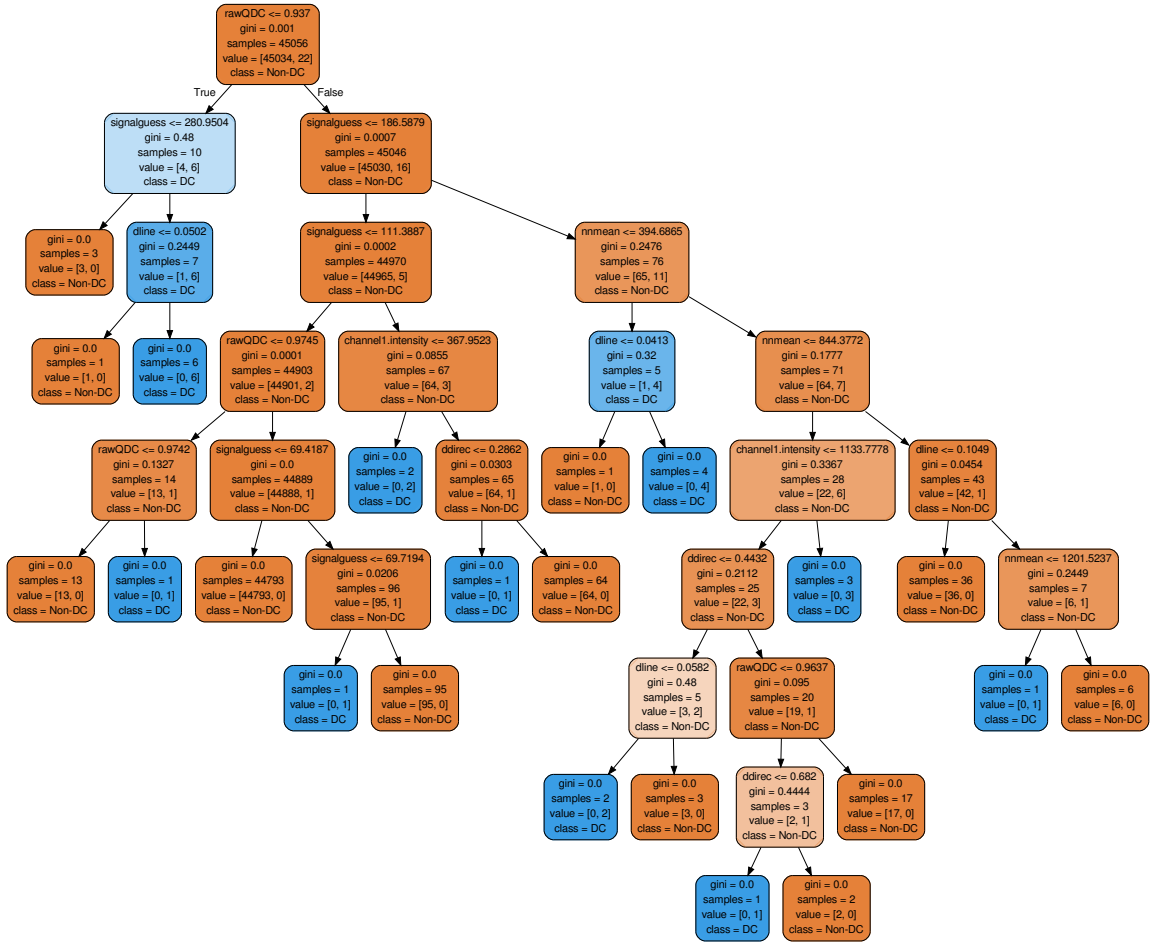 rawQDC <= 0.937
gini = 0.001
samples = 45056
value = [45034, 22]
class = Non-DC
True
False
signalguess <= 280.9504
gini = 0.48
samples = 10
value = [4, 6]
class = DC
signalguess <= 186.5879
gini = 0.0007
samples = 45046
value = [45030, 16]
class = Non-DC
gini = 0.0
samples = 3
value = [3, 0]
class = Non-DC
dline <= 0.0502
gini = 0.2449
samples = 7
value = [1, 6]
class = DC
signalguess <= 111.3887
gini = 0.0002
samples = 44970
value = [44965, 5]
class = Non-DC
nnmean <= 394.6865
gini = 0.2476
samples = 76
value = [65, 11]
class = Non-DC
gini = 0.0
samples = 1
value = [1, 0]
class = Non-DC
gini = 0.0
samples = 6
value = [0, 6]
class = DC
rawQDC <= 0.9745
gini = 0.0001
samples = 44903
value = [44901, 2]
class = Non-DC
channel1.intensity <= 367.9523
gini = 0.0855
samples = 67
value = [64, 3]
class = Non-DC
dline <= 0.0413
gini = 0.32
samples = 5
value = [1, 4]
class = DC
nnmean <= 844.3772
gini = 0.1777
samples = 71
value = [64, 7]
class = Non-DC
rawQDC <= 0.9742
gini = 0.1327
samples = 14
value = [13, 1]
class = Non-DC
signalguess <= 69.4187
gini = 0.0
samples = 44889
value = [44888, 1]
class = Non-DC
gini = 0.0
samples = 2
value = [0, 2]
class = DC
ddirec <= 0.2862
gini = 0.0303
samples = 65
value = [64, 1]
class = Non-DC
gini = 0.0
samples = 1
value = [1, 0]
class = Non-DC
gini = 0.0
samples = 4
value = [0, 4]
class = DC
channel1.intensity <= 1133.7778
gini = 0.3367
samples = 28
value = [22, 6]
class = Non-DC
dline <= 0.1049
gini = 0.0454
samples = 43
value = [42, 1]
class = Non-DC
gini = 0.0
samples = 13
value = [13, 0]
class = Non-DC
gini = 0.0
samples = 1
value = [0, 1]
class = DC
gini = 0.0
samples = 44793
value = [44793, 0]
class = Non-DC
signalguess <= 69.7194
gini = 0.0206
samples = 96
value = [95, 1]
class = Non-DC
gini = 0.0
samples = 1
value = [0, 1]
class = DC
gini = 0.0
samples = 64
value = [64, 0]
class = Non-DC
ddirec <= 0.4432
gini = 0.2112
samples = 25
value = [22, 3]
class = Non-DC
gini = 0.0
samples = 3
value = [0, 3]
class = DC
gini = 0.0
samples = 36
value = [36, 0]
class = Non-DC
nnmean <= 1201.5237
gini = 0.2449
samples = 7
value = [6, 1]
class = Non-DC
gini = 0.0
samples = 1
value = [0, 1]
class = DC
gini = 0.0
samples = 95
value = [95, 0]
class = Non-DC
dline <= 0.0582
gini = 0.48
samples = 5
value = [3, 2]
class = Non-DC
rawQDC <= 0.9637
gini = 0.095
samples = 20
value = [19, 1]
class = Non-DC
gini = 0.0
samples = 1
value = [0, 1]
class = DC
gini = 0.0
samples = 6
value = [6, 0]
class = Non-DC
gini = 0.0
samples = 2
value = [0, 2]
class = DC
gini = 0.0
samples = 3
value = [3, 0]
class = Non-DC
ddirec <= 0.682
gini = 0.4444
samples = 3
value = [2, 1]
class = Non-DC
gini = 0.0
samples = 17
value = [17, 0]
class = Non-DC
gini = 0.0
samples = 1
value = [0, 1]
class = DC
gini = 0.0
samples = 2
value = [2, 0]
class = Non-DC